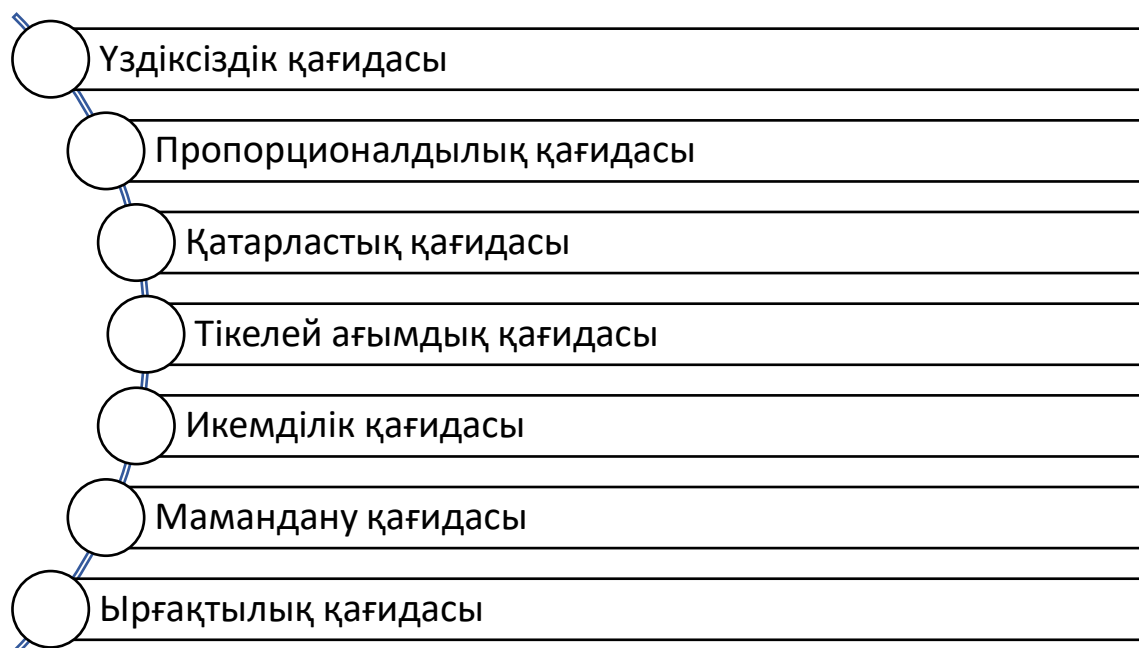 Үздіксіздік қағидасы
Пропорционалдылық қағидасы
Қатарластық қағидасы
Тікелей ағымдық қағидасы
Икемділік қағидасы
Мамандану қағидасы
Ырғақтылық қағидасы